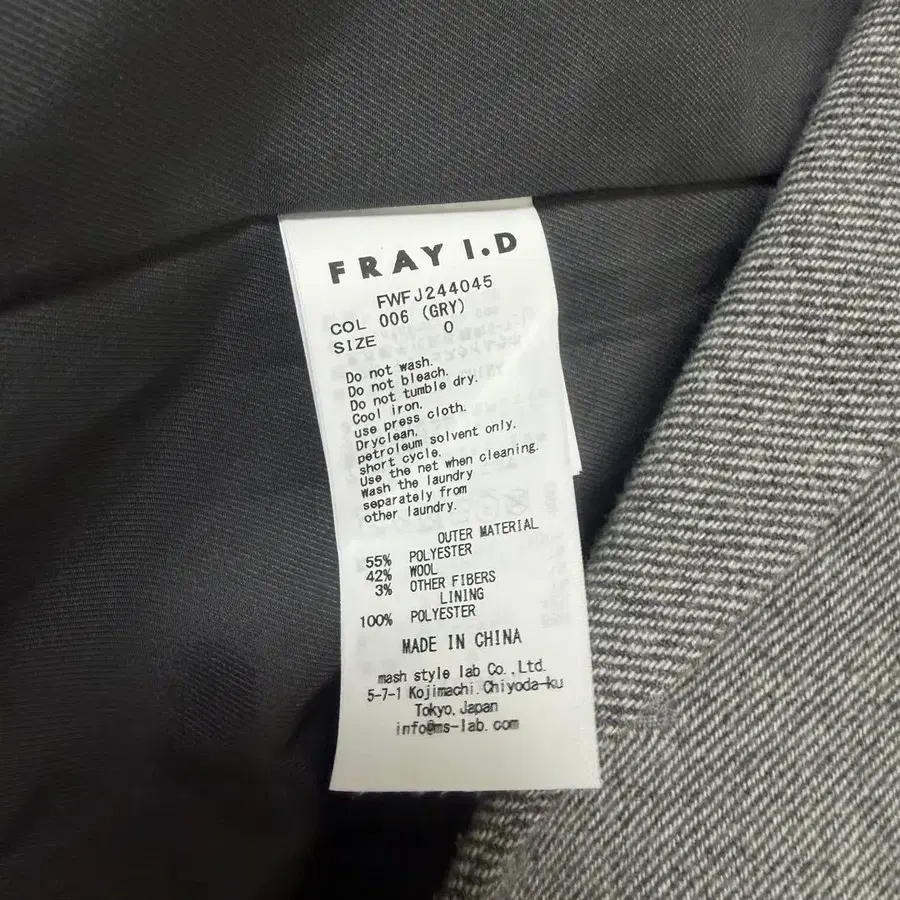 FRAY I.D
FWFJ244045
COL 006 (GRY)
SIZE 0
Do not wash.
Do not bleach.
Do not tumble dry.
Cool iron.
use press cloth.
Dryclean,
petroleum solvent only,
short cycle.
Use the net when cleaning.
Wash the laundry
separately from
other laundry.
OUTER MATERIAL
55% POLYESTER
42% WOOL
3% OTHER FIBERS
LINING
100% POLYESTER
MADE IN CHINA
mash style lab Co.,Ltd.
5-7-1 Kojimachi,Chiyoda-ku
Tokyo,Japan
info@ms-lab.com